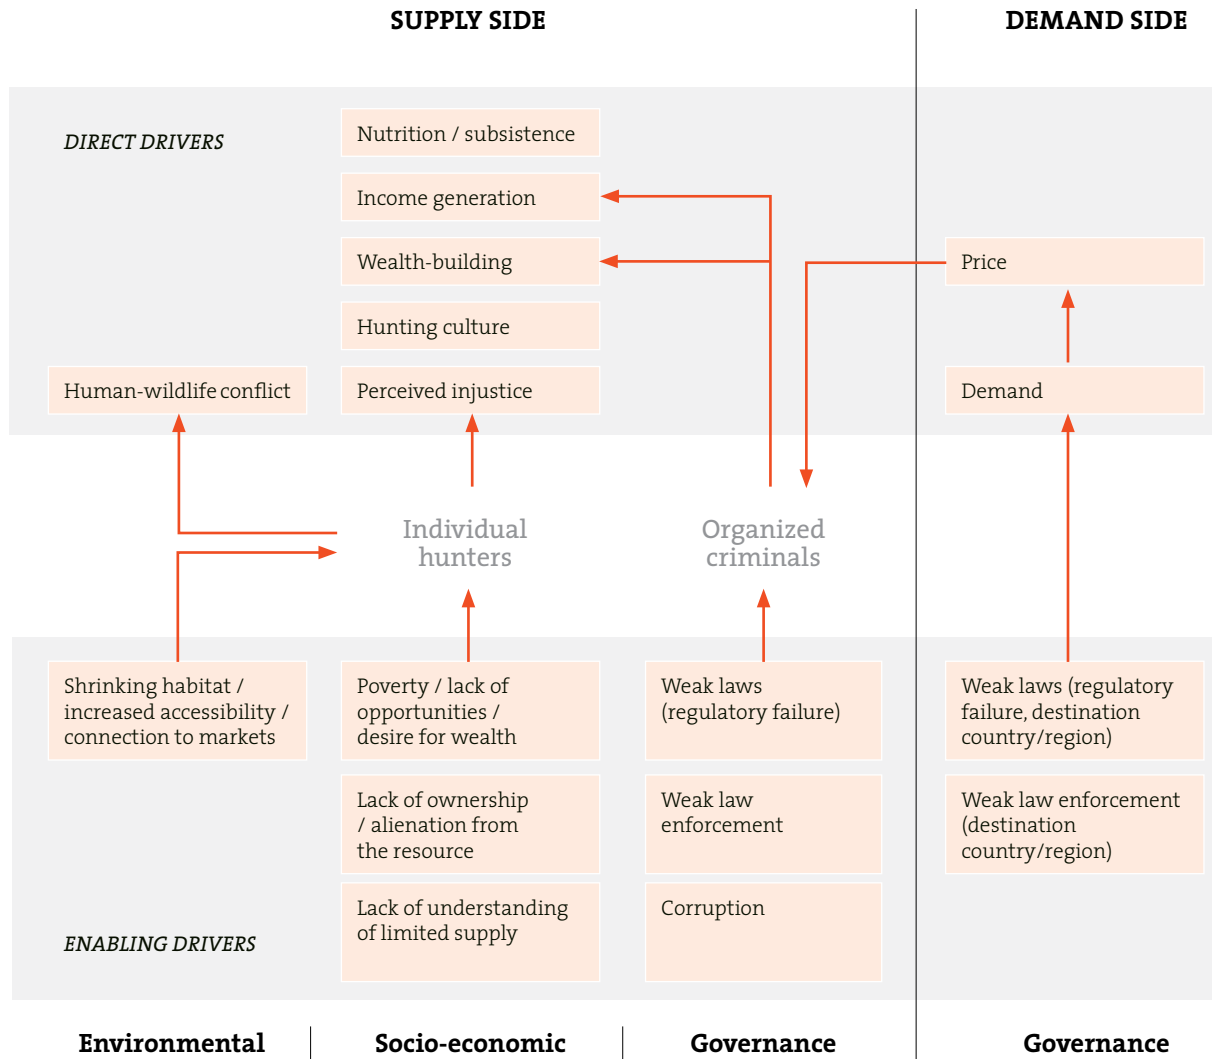 SUPPLY SIDE
DEMAND SIDE
DIRECT DRIVERS
Nutrition / subsistence
Income generation
Wealth-building
Price
Hunting culture
Human-wildlife conflict
Perceived injustice
Demand
Individual
hunters
Organized
criminals
Shrinking habitat /
increased accessibility /
connection to markets
Poverty / lack of
opportunities /
desire for wealth
Weak laws
(regulatory failure)
Weak laws (regulatory
failure, destination
country/region)
Lack of ownership
/ alienation from
the resource
Weak law
enforcement
Weak law enforcement
(destination
country/region)
Lack of understanding
of limited supply
Corruption
ENABLING DRIVERS
Environmental
Socio-economic
Governance
Governance